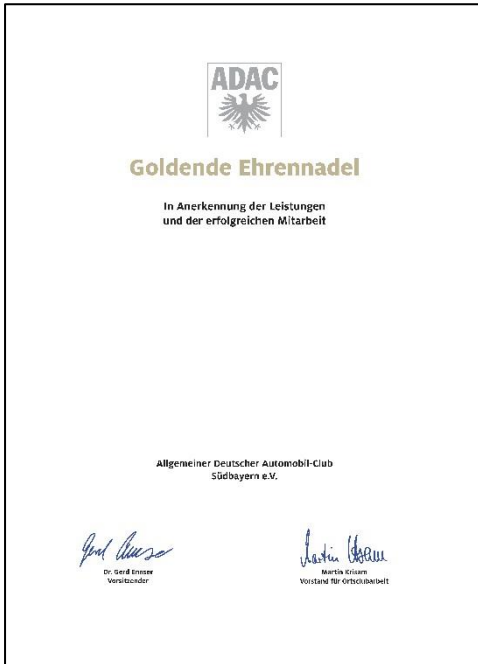 ADAC
Goldende Ehrennadel
In Anerkennung der Leistungen
und der erfolgreichen Mitarbeit
Allgemeiner Deutscher Automobil-Club
Südbayern e.V.
Dr. Gerd Ennser
Vorsitzender
Martin Krisam
Vorstand für Ortsclubarbeit